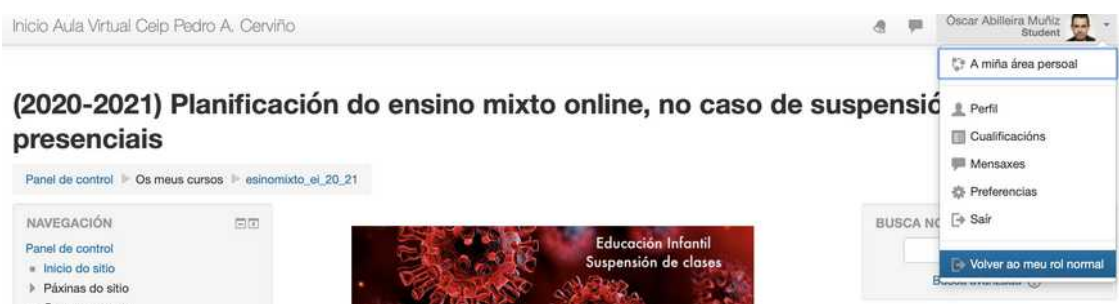 Inicio Aula Virtual Ceip Pedro A. Cerviño
Óscar Abilleira Muñiz
Student
A miña área persoal
(2020-2021) Planificación do ensino mixto online, no caso de suspensió
presenciais
Perfil
Cualificacións
Mensaxes
Preferencias
Saír
Volver ao meu rol normal
Panel de control Os meus cursos esinomixto_ei_20_21
NAVEGACIÓN
Panel de control
Inicio do sitio
Páxinas do sitio
Educación Infantil
Suspensión de clases
BUSCA NO